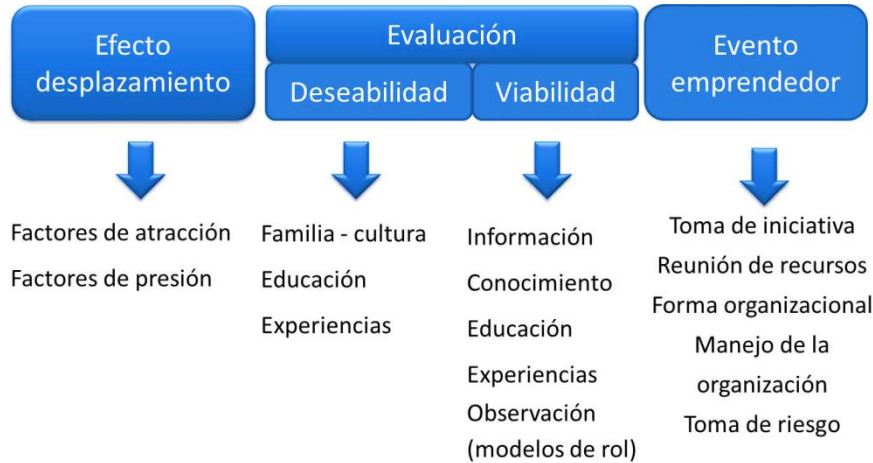 Efecto
desplazamiento
Evaluación
Deseabilidad
Viabilidad
Evento
emprendedor
Factores de atracción
Factores de presión
Familia - cultura
Educación
Experiencias
Información
Conocimiento
Educación
Experiencias
Observación
(modelos de rol)
Toma de iniciativa
Reunión de recursos
Forma organizacional
Manejo de la
organización
Toma de riesgo